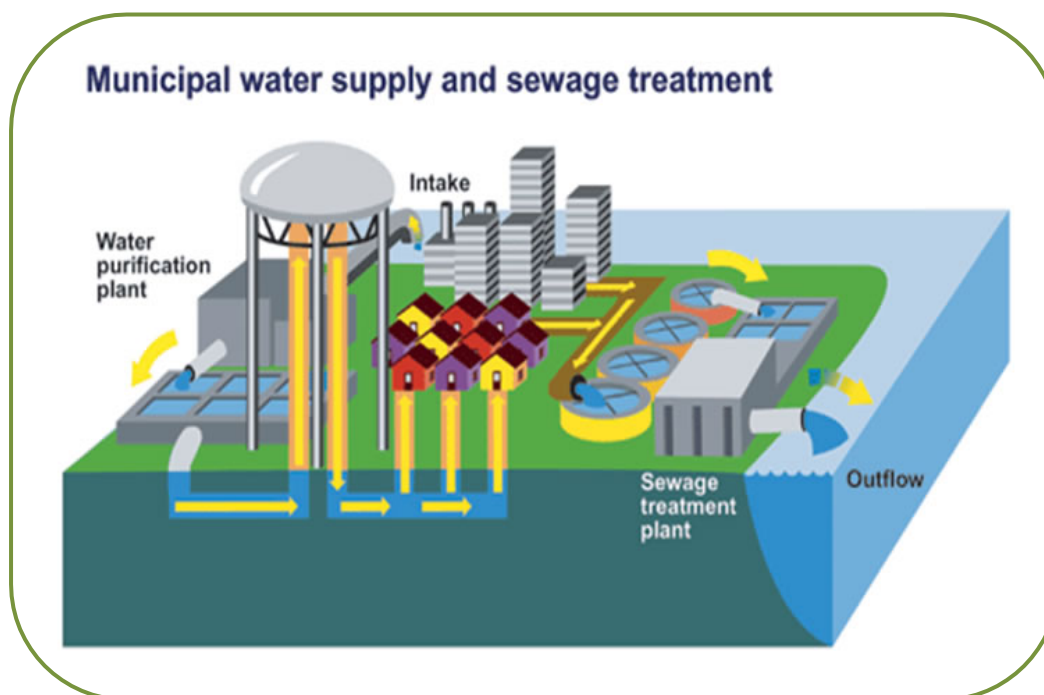 Municipal water supply and sewage treatment
Intake
Water
purification
plant
Sewage
treatment
plant
Outflow